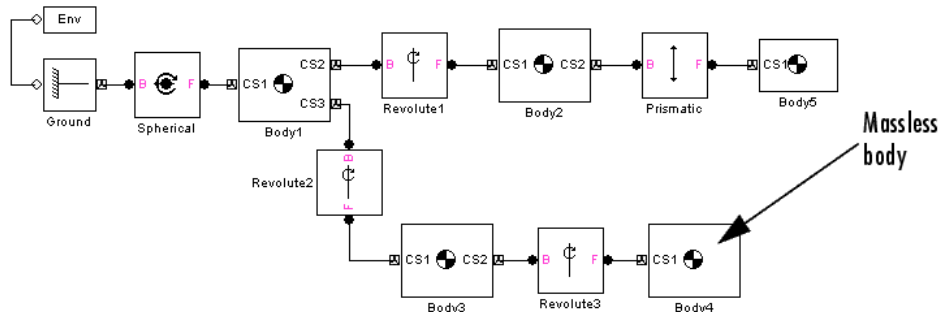 Env
Ground
B F
Spherical
CS1 CS2
CS3
Body1
B F
Revolute1
CS1 CS2
Body2
B F
Prismatic
CS1
Body5
Massless
body
Revolute2
B
F
CS1 CS2
Body3
B F
Revolute3
CS1
Body4